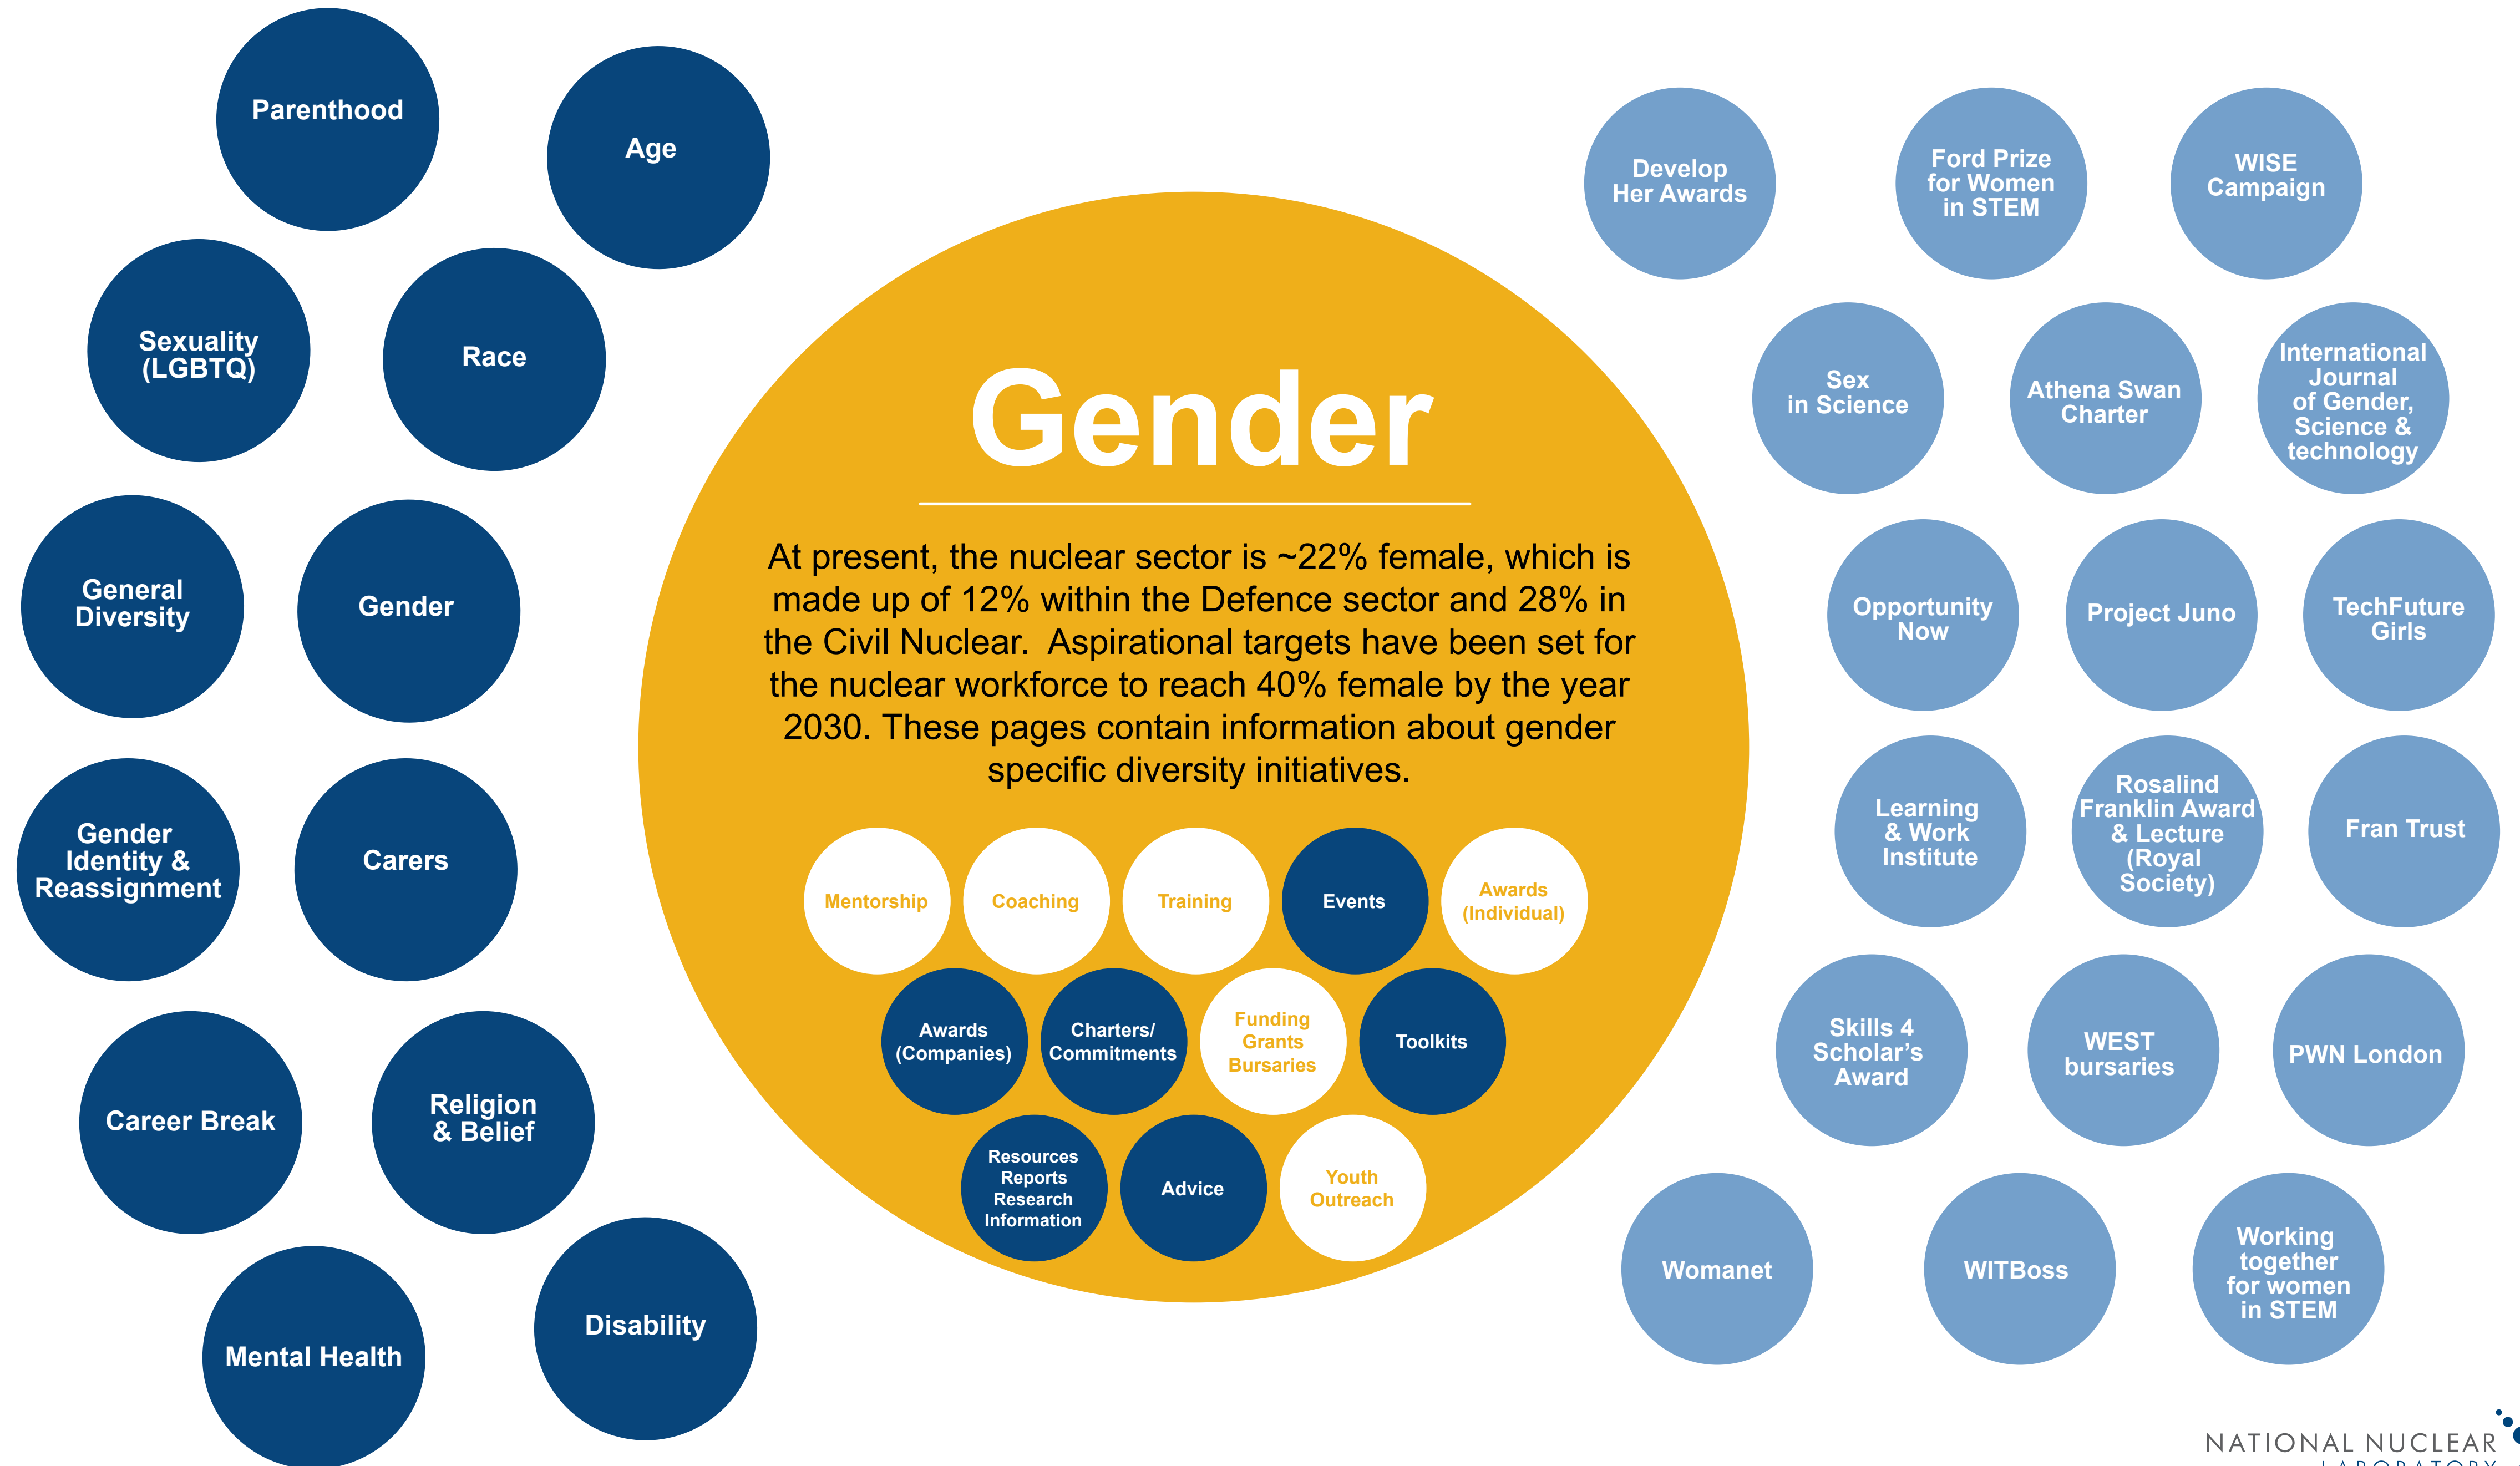 Parenthood
Age
Sexuality
(LGBTQ)
Race
General
Diversity
Gender
Gender
Identity &
Reassignment
Carers
Career Break
Religion
& Belief
Mental Health
Disability
Gender
At present, the nuclear sector is ~22% female, which is
made up of 12% within the Defence sector and 28% in
the Civil Nuclear.  Aspirational targets have been set for
the nuclear workforce to reach 40% female by the year
2030. These pages contain information about gender
specific diversity initiatives.
Mentorship
Coaching
Training
Events
Awards
(Individual)
Awards
(Companies)
Charters/
Commitments
Funding
Grants
Bursaries
Toolkits
Resources
Reports
Research
Information
Advice
Youth
Outreach
Develop
Her Awards
Ford Prize
for Women
in STEM
WISE
Campaign
Sex
in Science
Athena Swan
Charter
International
Journal
of Gender,
Science &
technology
Opportunity
Now
Project Juno
TechFuture
Girls
Learning
& Work
Institute
Rosalind
Franklin Award
& Lecture
(Royal
Society)
Fran Trust
Skills 4
Scholar’s
Award
WEST
bursaries
PWN London
Womanet
WITBoss
Working
together
for women
in STEM
NATIONAL NUCLEAR
LABORATORY